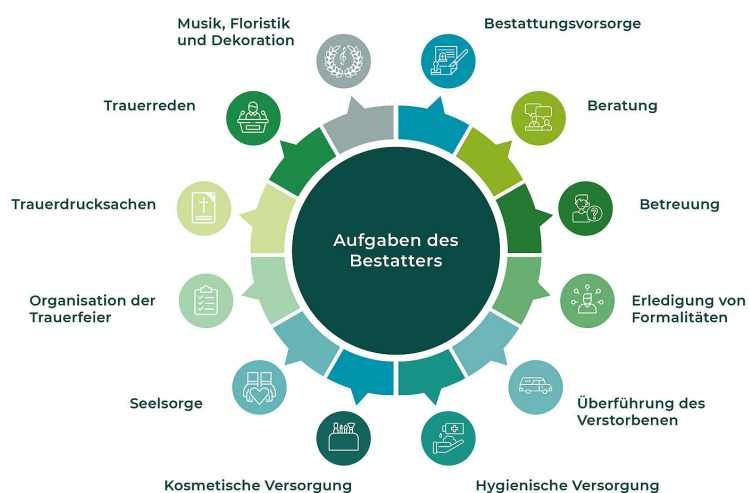 Aufgaben des
Bestatters
Bestattungsvorsorge
Beratung
Betreuung
Erledigung von
Formalitäten
Überführung des
Verstorbenen
Hygienische Versorgung
Kosmetische Versorgung
Seelsorge
Organisation der
Trauerfeier
Trauerdrucksachen
Trauerreden
Musik, Floristik
und Dekoration